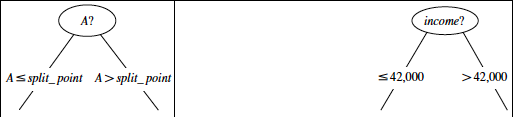 A?
income?
A ≤ split_point A > split_point
≤ 42,000 > 42,000